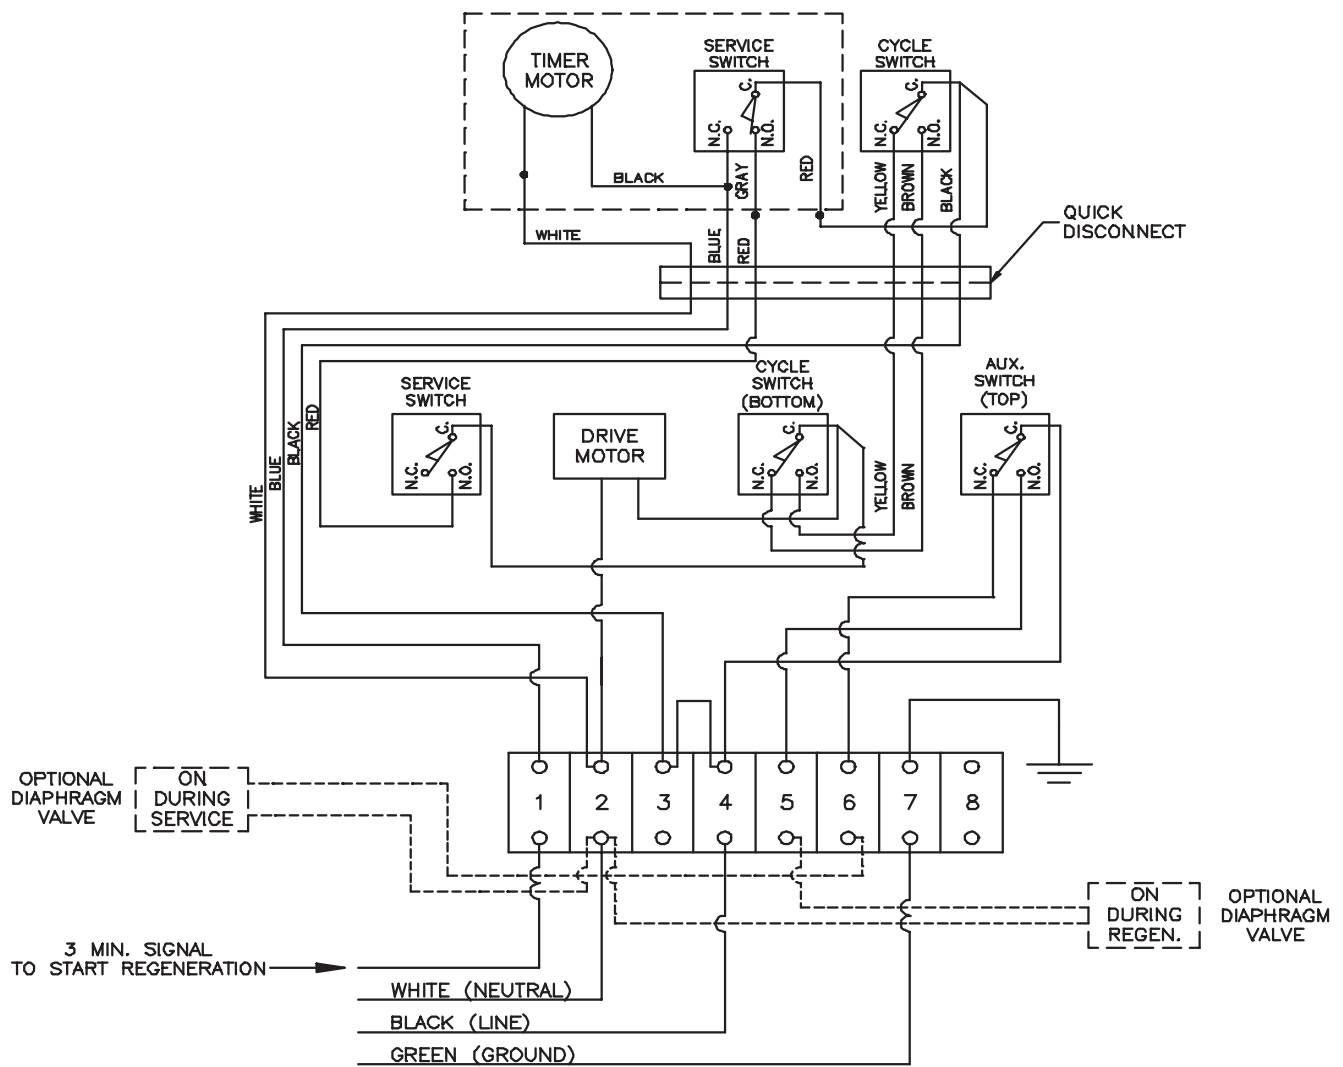 TIMER
MOTOR
SERVICE
SWITCH
C.
N.C.
N.O.
CYCLE
SWITCH
C.
N.C.
N.O.
BLACK
GRAY
RED
YELLOW
BROWN
BLACK
WHITE
BLUE
RED
QUICK
DISCONNECT
SERVICE
SWITCH
C.
N.C.
N.O.
DRIVE
MOTOR
CYCLE
SWITCH
(BOTTOM)
C.
N.C.
N.O.
AUX.
SWITCH
(TOP)
C.
N.C.
N.O.
WHITE
BLUE
BLACK
RED
YELLOW
BROWN
OPTIONAL
DIAPHRAGM
VALVE
ON
DURING
SERVICE
1
2
3
4
5
6
7
8
ON
DURING
REGEN.
OPTIONAL
DIAPHRAGM
VALVE
3 MIN. SIGNAL
TO START REGENERATION
WHITE (NEUTRAL)
BLACK (LINE)
GREEN (GROUND)